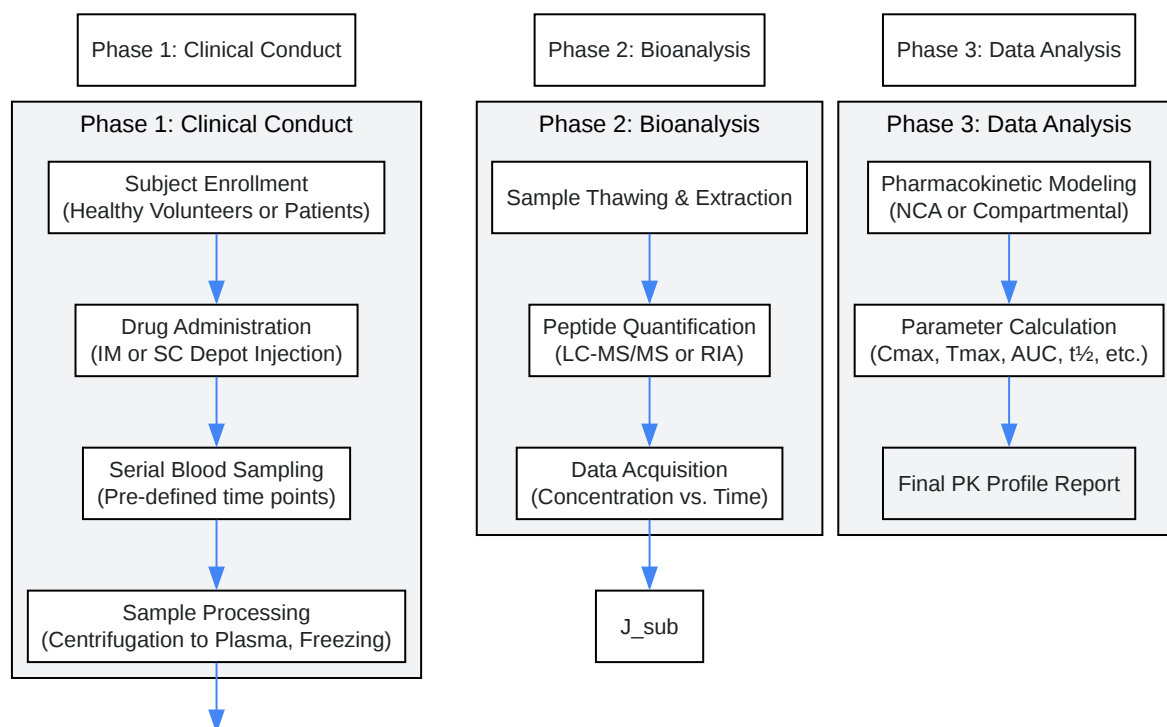 Phase 1: Clinical Conduct
Phase 2: Bioanalysis
Phase 3: Data Analysis
Phase 1: Clinical Conduct
Subject Enrollment
(Healthy Volunteers or Patients)
Drug Administration
(IM or SC Depot Injection)
Serial Blood Sampling
(Pre-defined time points)
Sample Processing
(Centrifugation to Plasma, Freezing)
Phase 2: Bioanalysis
Sample Thawing & Extraction
Peptide Quantification
(LC-MS/MS or RIA)
Data Acquisition
(Concentration vs. Time)
J_sub
Phase 3: Data Analysis
Pharmacokinetic Modeling
(NCA or Compartmental)
Parameter Calculation
(Cmax, Tmax, AUC, t½, etc.)
Final PK Profile Report